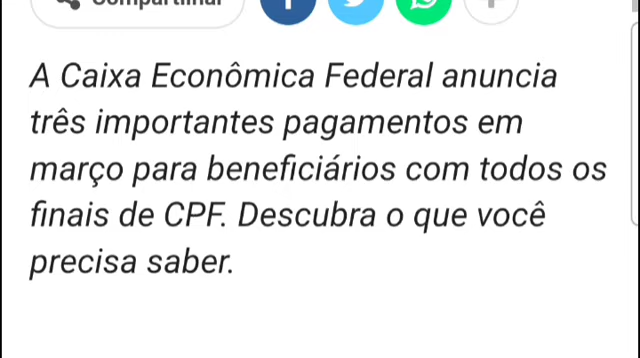 Compartilhar
A Caixa Econômica Federal anuncia
três importantes pagamentos em
março para beneficiários com todos os
finais de CPF. Descubra o que você
precisa saber.